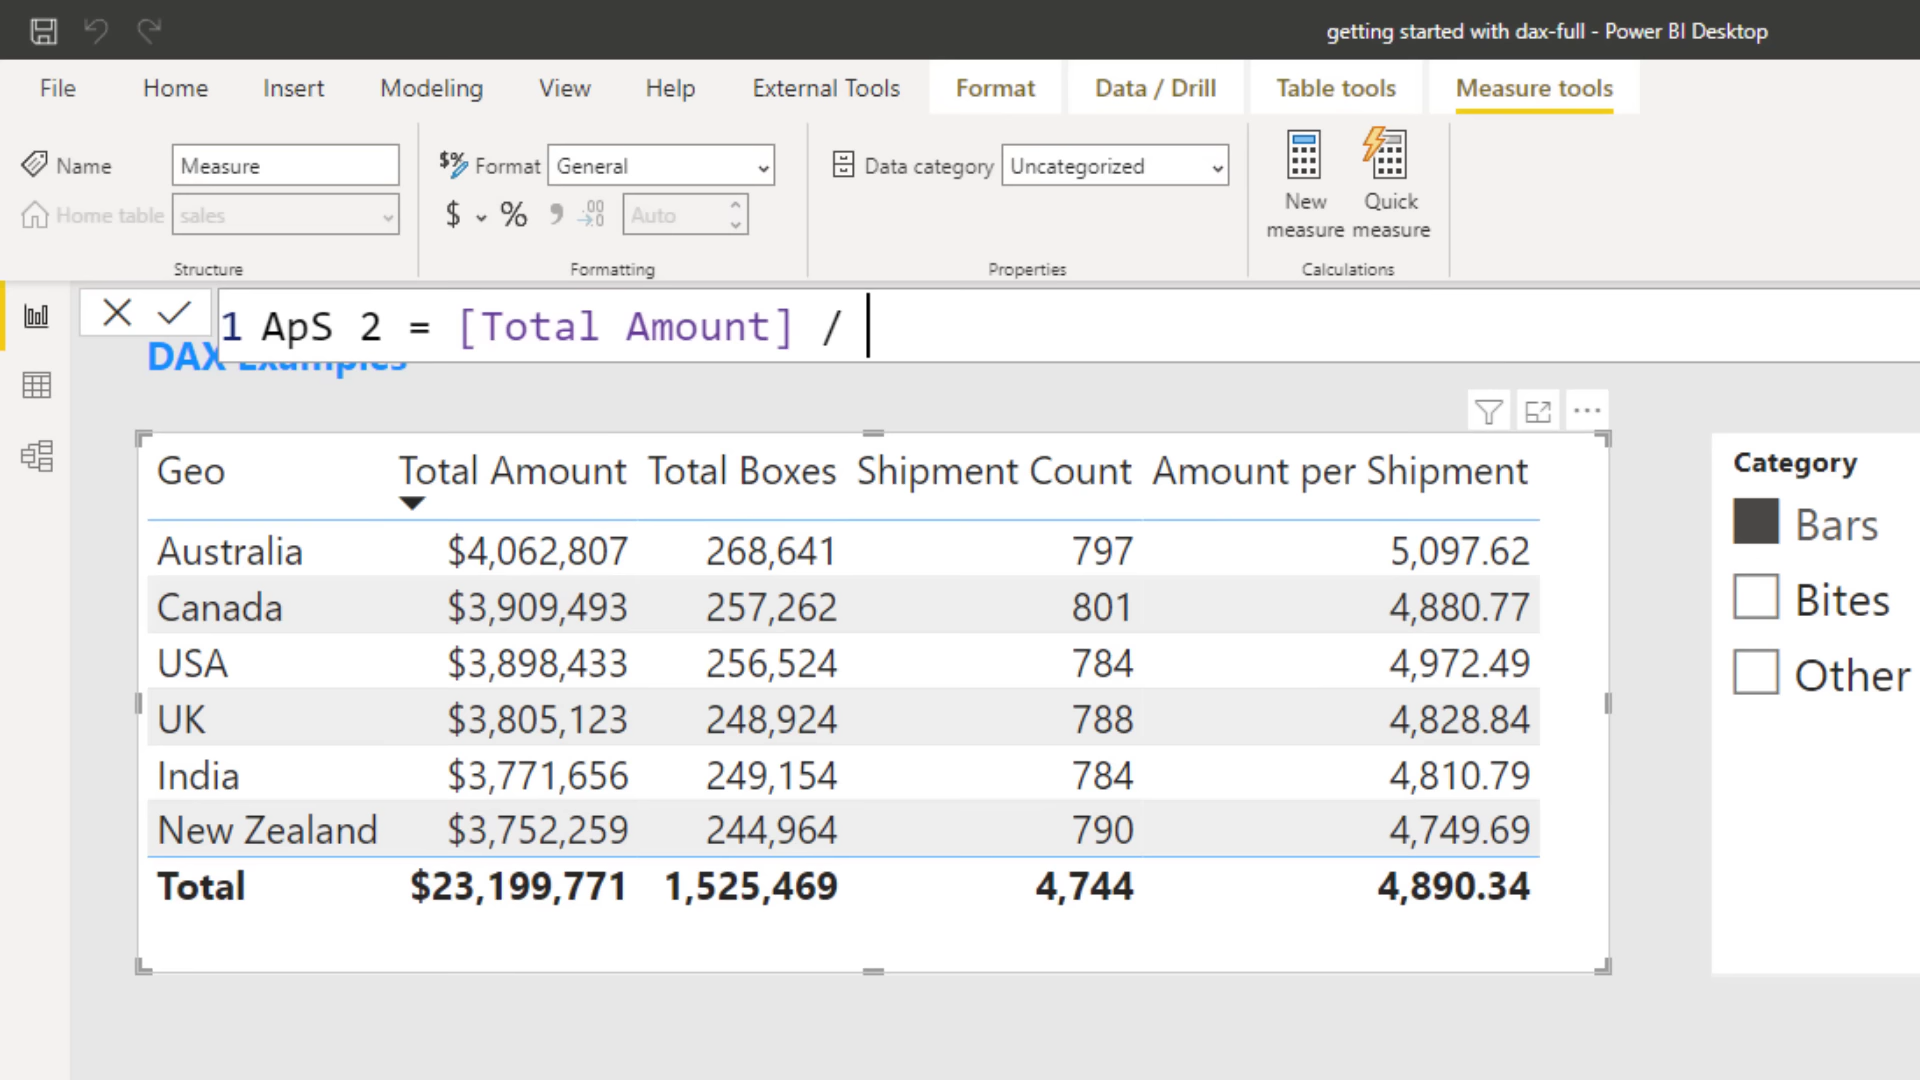 getting started with dax-full - Power BI Desktop
File Home Insert Modeling View Help External Tools Format Data / Drill Table tools Measure tools
Name Measure $% Format General Data category Uncategorized
Home table sales $ % , .00 →.0 Auto
New measure
Quick measure
Structure Formatting Properties Calculations
1 ApS 2 = [Total Amount] /
DAX Examples
Geo Total Amount Total Boxes Shipment Count Amount per Shipment
Australia $4,062,807 268,641 797 5,097.62
Canada $3,909,493 257,262 801 4,880.77
USA $3,898,433 256,524 784 4,972.49
UK $3,805,123 248,924 788 4,828.84
India $3,771,656 249,154 784 4,810.79
New Zealand $3,752,259 244,964 790 4,749.69
Total $23,199,771 1,525,469 4,744 4,890.34
Category
Bars
Bites
Other